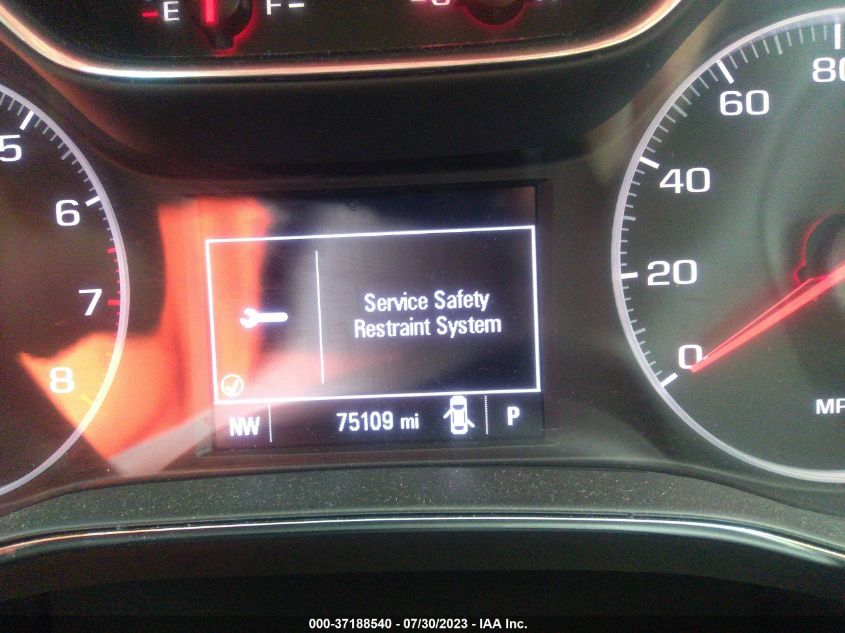 E F
5
6
7
8
Service Safety
Restraint System
NW 75109 mi P
80
60
40
20
0
MP
000-37188540 - 07/30/2023 - IAA Inc.